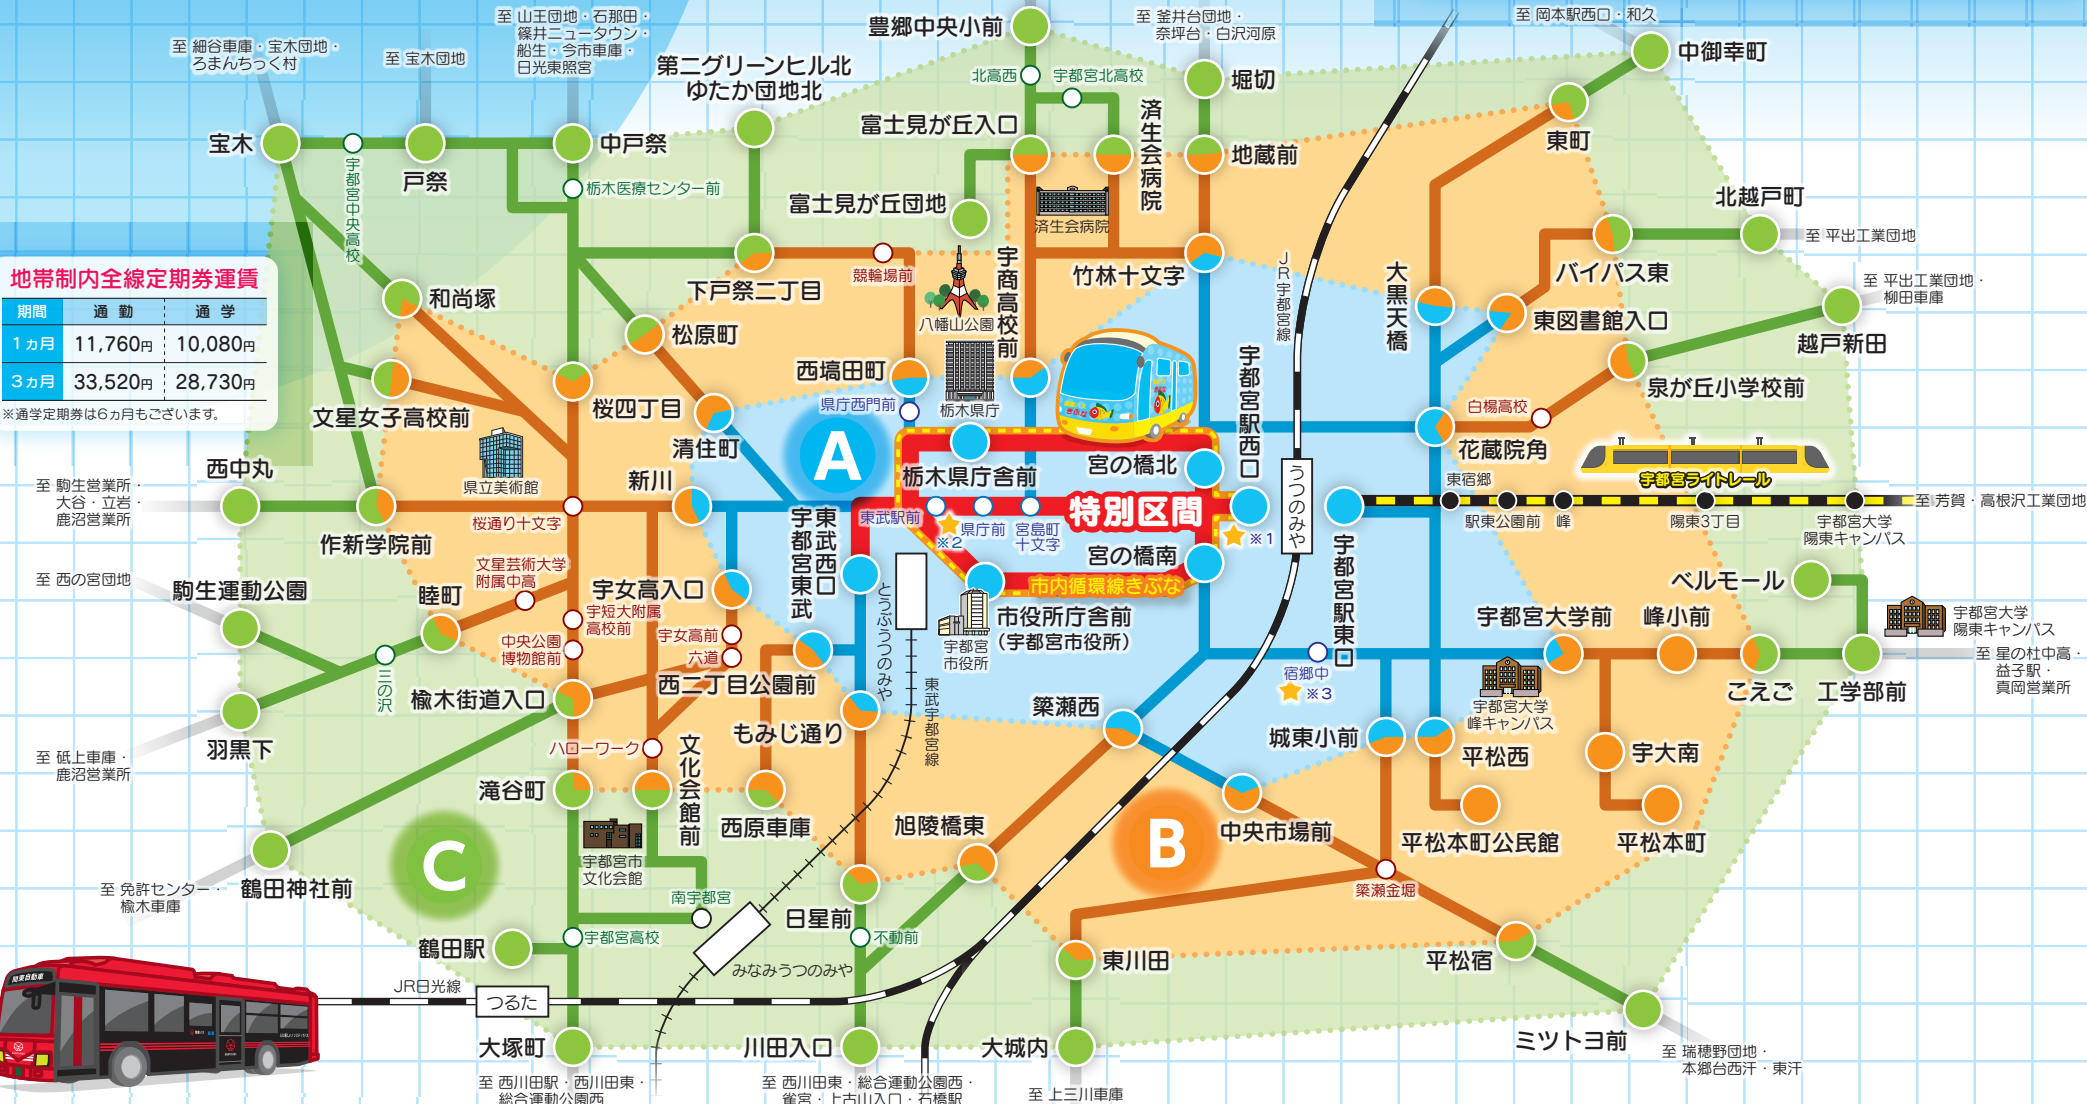 至 細谷車庫・宝木団地・
ろまんちっく村
至 宝木団地
至 山王団地・石那田・
篠井ニュータウン・
船生・今市車庫・
日光東照宮
第二グリーンヒル北
ゆたか団地北
豊郷中央小前
至 釜井台団地・
奈坪台・白沢河原
至 岡本駅西口・和久
中御幸町
北高西
宇都宮北高校
堀切
宝木
宇都宮中央高校
戸祭
中戸祭
栃木医療センター前
富士見が丘入口
済生会病院
地蔵前
東町
富士見が丘団地
済生会病院
北越戸町
至 平出工業団地
地帯制内全線定期券運賃
期間 通 勤 通 学
1ヵ月 11,760円 10,080円
3ヵ月 33,520円 28,730円
※通学定期券は6ヵ月もございます。
和尚塚
下戸祭二丁目
競輪場前
八幡山公園
宇商高校前
竹林十文字
JR宇都宮線
大黒天橋
バイパス東
東図書館入口
至 平出工業団地・
柳田車庫
越戸新田
松原町
文星女子高校前
桜四丁目
清住町
西塙田町
県庁西門前
栃木県庁
きぶな
宇都宮駅西口
泉が丘小学校前
白楊高校
花蔵院角
A
栃木県庁舎前
宮の橋北
宇都宮ライトレール
西中丸
県立美術館
新川
至 駒生営業所・
大谷・立岩・
鹿沼営業所
桜通り十文字
作新学院前
東武西口
宇都宮東武
東武駅前
※2
県庁前
宮島町
十文字
特別区間
※1
うつのみや
東宿郷
駅東公園前
峰
陽東3丁目
宇都宮大学
陽東キャンパス
至 芳賀・高根沢工業団地
宮の橋南
市内循環線きぶな
宇都宮駅東口
至 西の宮団地
駒生運動公園
文星芸術大学
附属中高
睦町
宇女高入口
宇短大附属
高校前
中央公園
博物館前
宇女高前
六道
とうぶうつのみや
宇都宮
市役所
市役所庁舎前
(宇都宮市役所)
ベルモール
宇都宮大学前
峰小前
宇都宮大学
陽東キャンパス
至 星の杜中高・
益子駅・
真岡営業所
三の沢
楡木街道入口
西二丁目公園前
もみじ通り
東武宇都宮線
宿郷中
※3
宇都宮大学
峰キャンパス
こえご
工学部前
羽黒下
至 砥上車庫・
鹿沼営業所
ハローワーク
文化会館前
簗瀬西
城東小前
平松西
宇大南
滝谷町
西原車庫
旭陵橋東
B
中央市場前
平松本町公民館
平松本町
C
宇都宮市
文化会館
鶴田神社前
至 免許センター・
楡木車庫
簗瀬金堀
南宇都宮
日星前
鶴田駅
宇都宮高校
不動前
みなみうつのみや
東川田
平松宿
関東自動車
JR日光線
つるた
大塚町
川田入口
大城内
ミツトヨ前
至 瑞穂野団地・
本郷台西汗・東汗
至 西川田駅・西川田東・
総合運動公園西
至 西川田東・総合運動公園西・
雀宮・上古山入口・石橋駅
至 上三川車庫